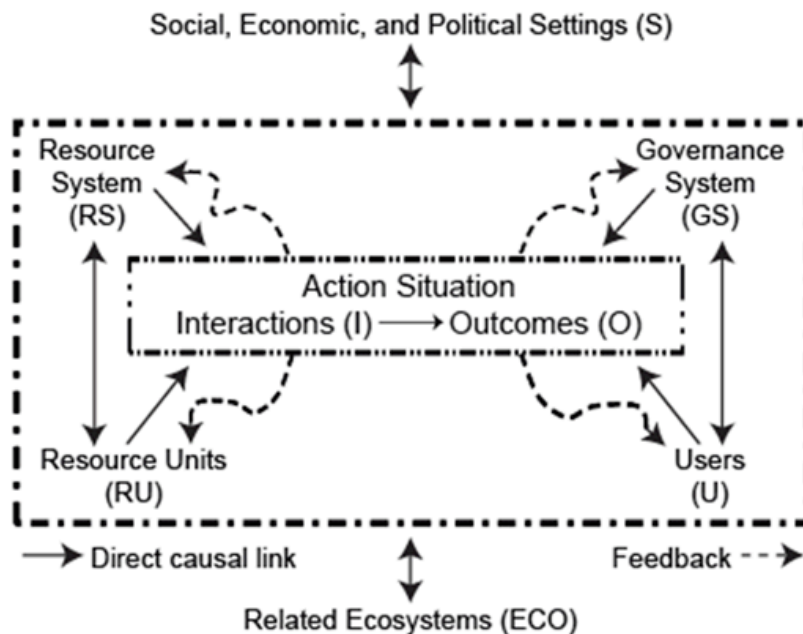 Social, Economic, and Political Settings (S)
Resource
System
(RS)
Governance
System
(GS)
Action Situation
Interactions (I) Outcomes (O)
Resource Units
(RU)
Users
(U)
Direct causal link
Feedback
Related Ecosystems (ECO)